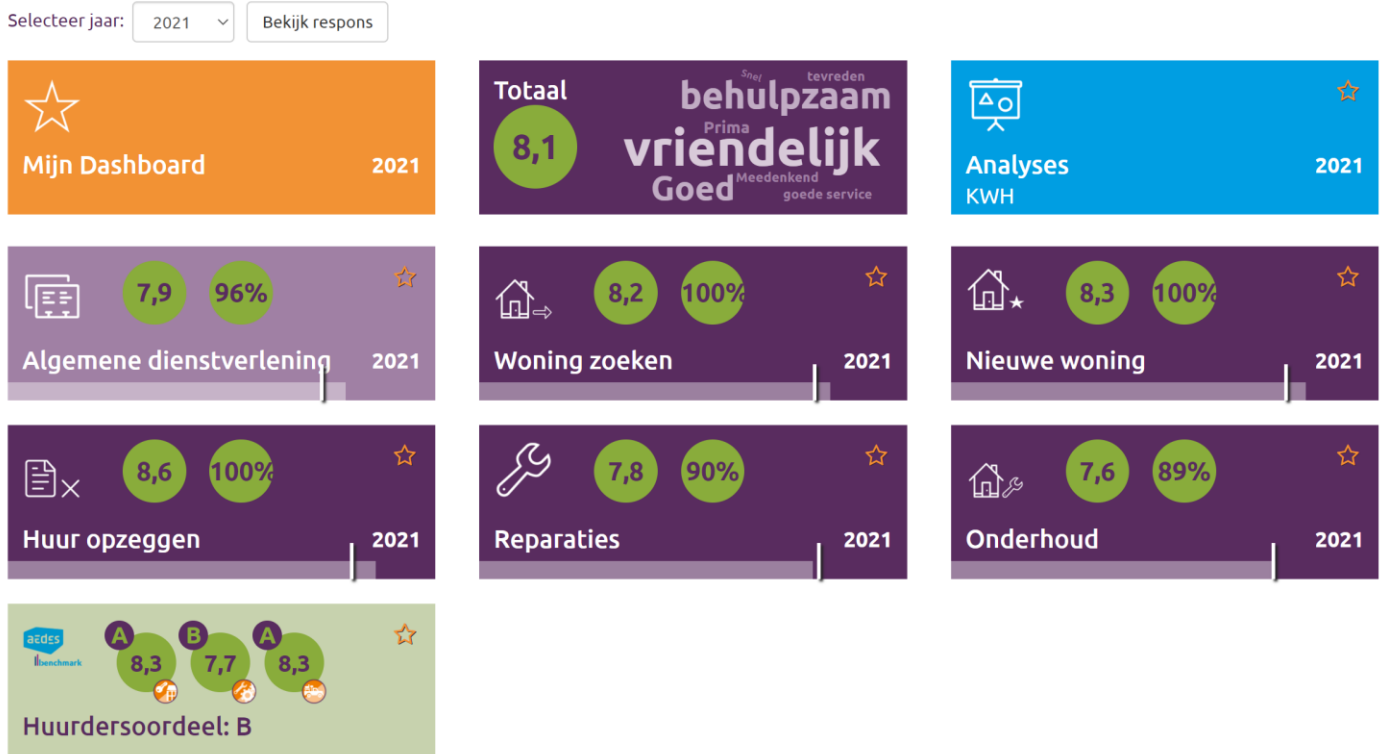 Selecteer jaar: 2021 Bekijk respons
Mijn Dashboard 2021
Totaal
8,1
Snel tevreden
behulpzaam
Prima
vriendelijk
Meedenkend
Goed
goede service
Analyses 2021
KWH
7,9 96%
Algemene dienstverlening 2021
8,2 100%
Woning zoeken 2021
8,3 100%
Nieuwe woning 2021
8,6 100%
Huur opzeggen 2021
7,8 90%
Reparaties 2021
7,6 89%
Onderhoud 2021
aedes
benchmark
A B A
8,3 7,7 8,3
Huurdersoordeel: B